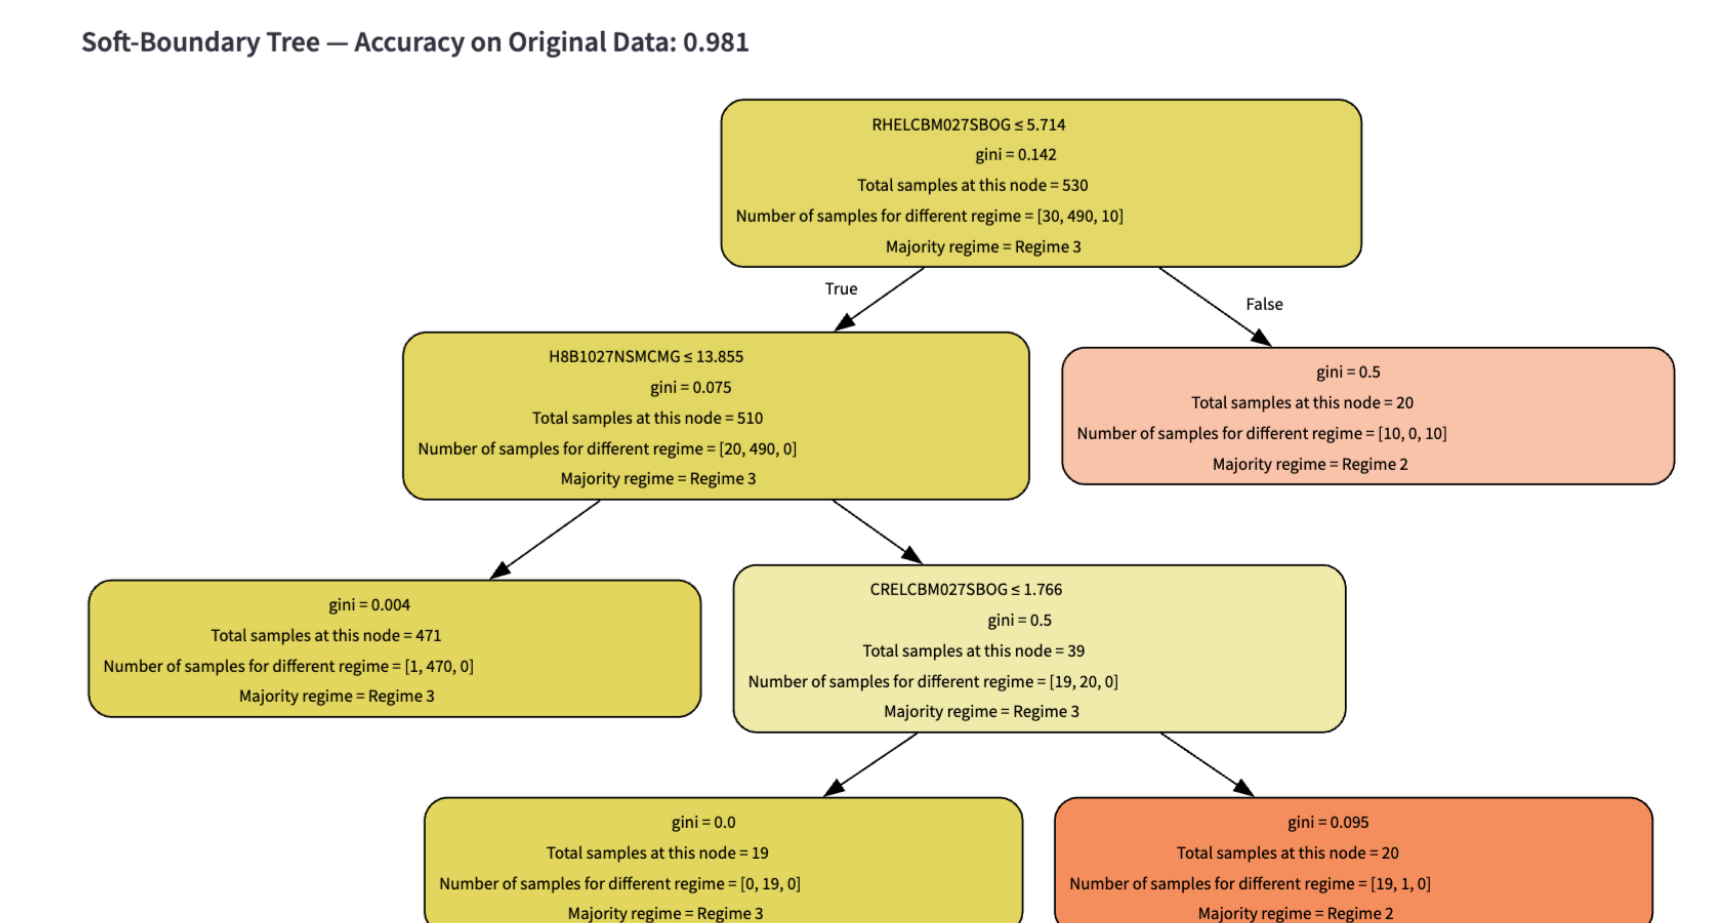 Soft-Boundary Tree — Accuracy on Original Data: 0.981
RHELCBM027SBOG ≤ 5.714
gini = 0.142
Total samples at this node = 530
Number of samples for different regime = [30, 490, 10]
Majority regime = Regime 3
True
False
H8B1027NSMCMG ≤ 13.855
gini = 0.075
Total samples at this node = 510
Number of samples for different regime = [20, 490, 0]
Majority regime = Regime 3
gini = 0.5
Total samples at this node = 20
Number of samples for different regime = [10, 0, 10]
Majority regime = Regime 2
gini = 0.004
Total samples at this node = 471
Number of samples for different regime = [1, 470, 0]
Majority regime = Regime 3
CRELCBM027SBOG ≤ 1.766
gini = 0.5
Total samples at this node = 39
Number of samples for different regime = [19, 20, 0]
Majority regime = Regime 3
gini = 0.0
Total samples at this node = 19
Number of samples for different regime = [0, 19, 0]
Majority regime = Regime 3
gini = 0.095
Total samples at this node = 20
Number of samples for different regime = [19, 1, 0]
Majority regime = Regime 2